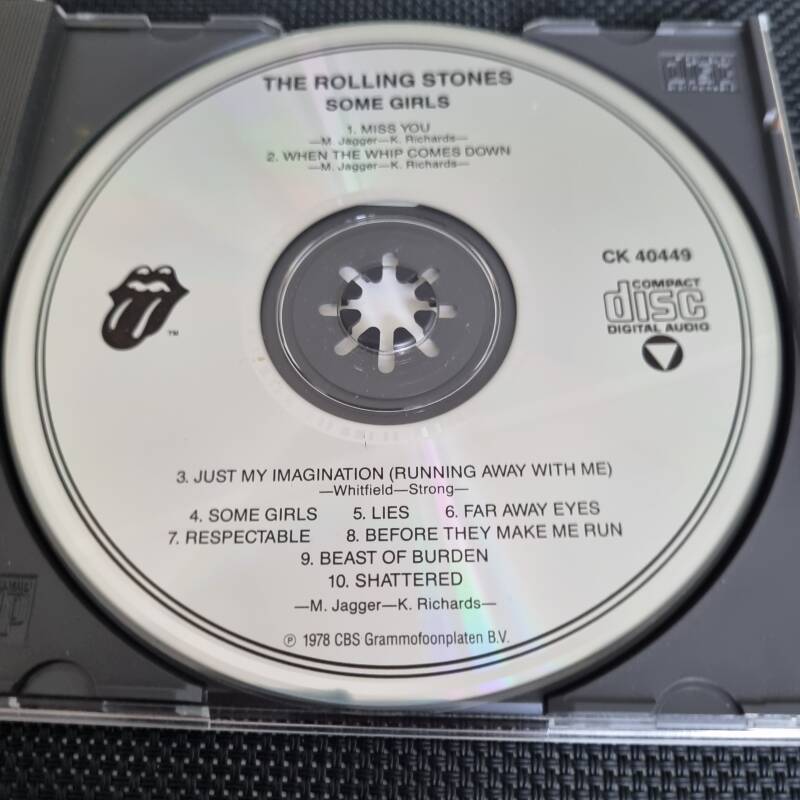 THE ROLLING STONES
SOME GIRLS
1. MISS YOU
—M. Jagger—K. Richards—
2. WHEN THE WHIP COMES DOWN
—M. Jagger—K. Richards—
CK 40449
COMPACT
disc
DIGITAL AUDIO
TM
3. JUST MY IMAGINATION (RUNNING AWAY WITH ME)
—Whitfield—Strong—
4. SOME GIRLS 5. LIES 6. FAR AWAY EYES
7. RESPECTABLE 8. BEFORE THEY MAKE ME RUN
9. BEAST OF BURDEN
10. SHATTERED
—M. Jagger—K. Richards—
℗ 1978 CBS Grammofoonplaten B.V.